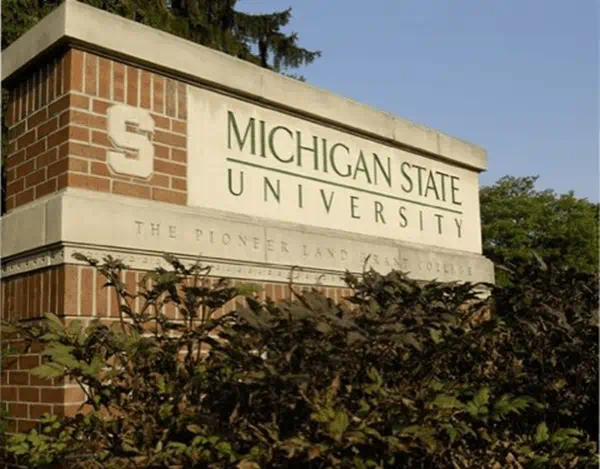 S
MICHIGAN STATE
UNIVERSITY
THE PIONEER LAND GRANT COLLEGE